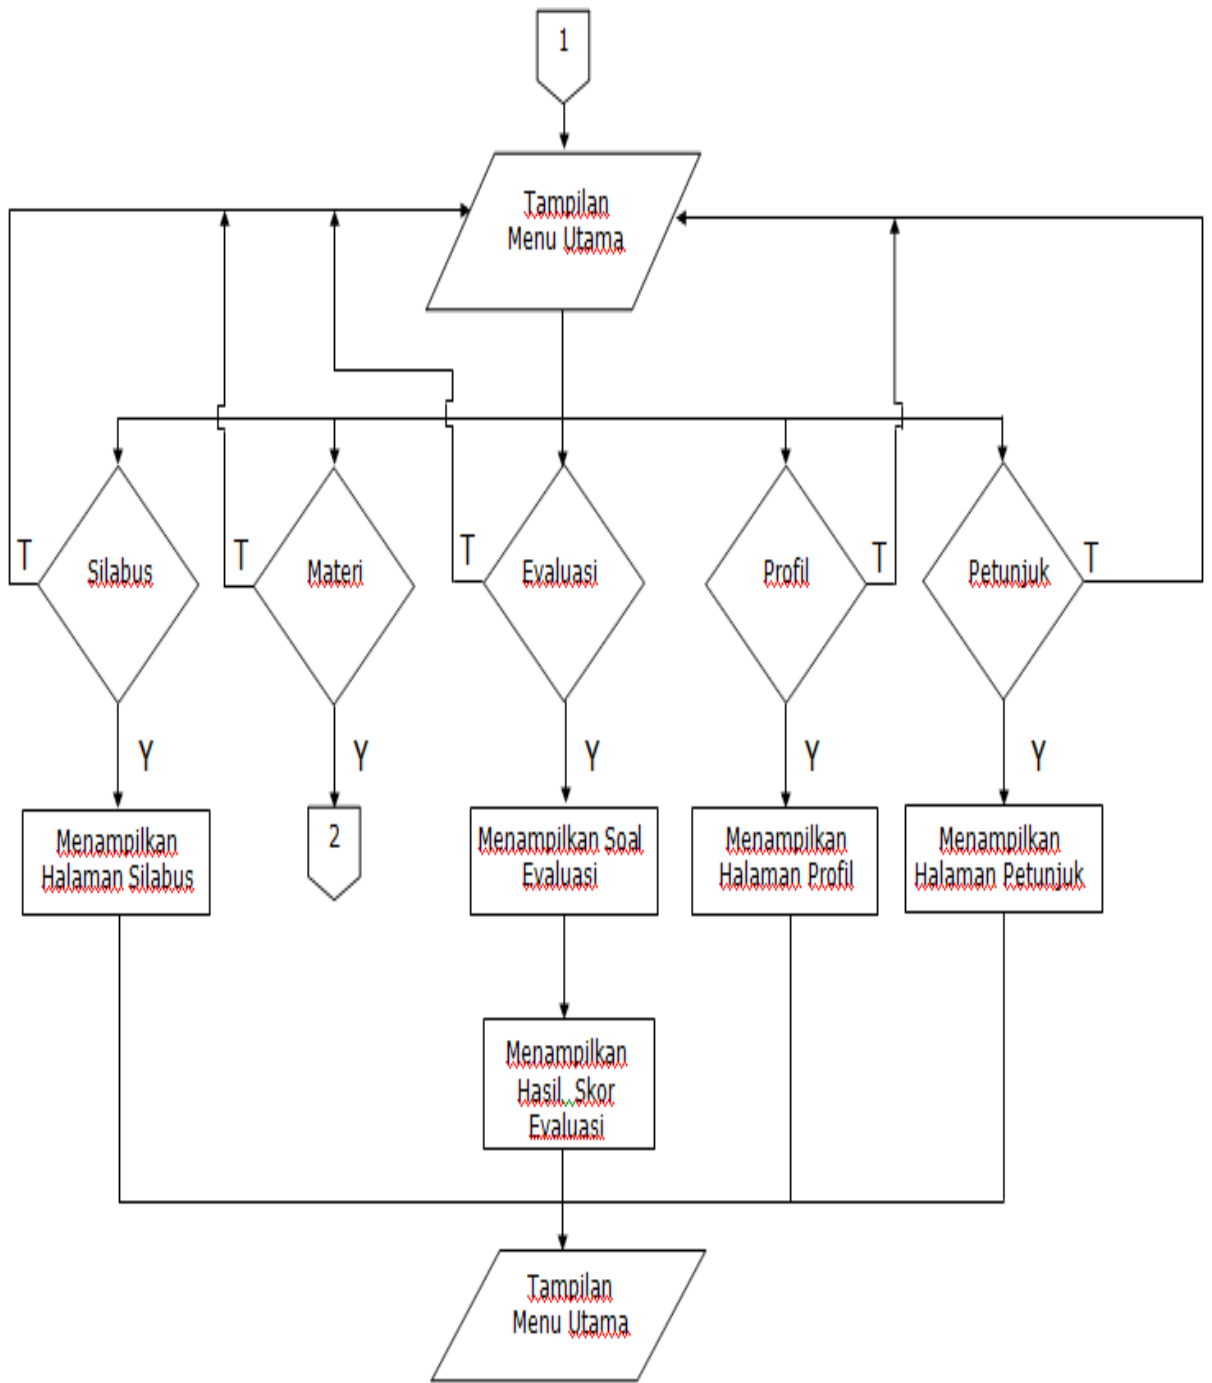 1
Tampilan
Menu Utama
T
Silabus
T
Materi
T
Evaluasi
Profil
T
Petunjuk
T
Y
Y
Y
Y
Y
Menampilkan
Halaman Silabus
2
Menampilkan Soal
Evaluasi
Menampilkan
Halaman Profil
Menampilkan
Halaman Petunjuk
Menampilkan
Hasil, Skor
Evaluasi
Tampilan
Menu Utama